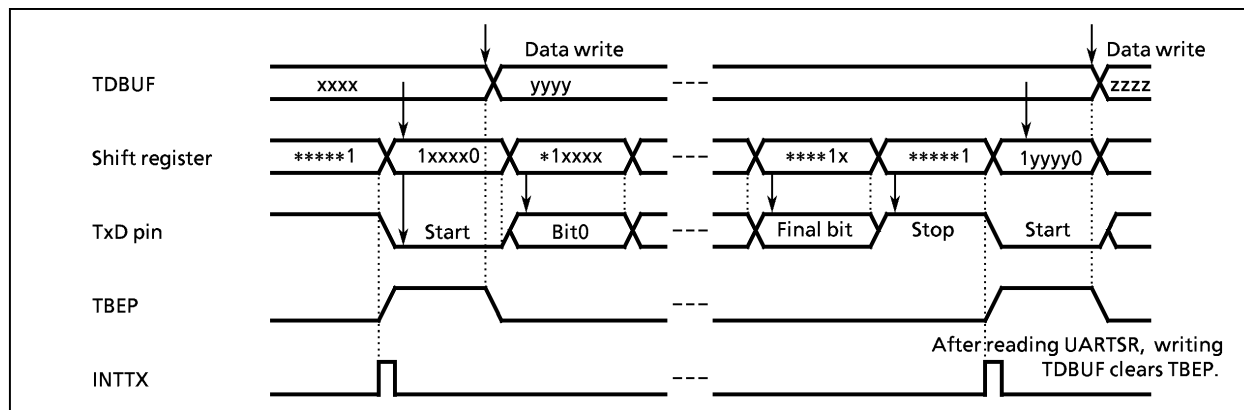 Data write Data write
TDBUF xxxx yyyy zzzz
Shift register *****1 1xxxx0 *1xxxx ****1x *****1 1yyyy0
TxD pin Start Bit0 Final bit Stop Start
TBEP
After reading UARTSR, writing
TDBUF clears TBEP.
INTTX